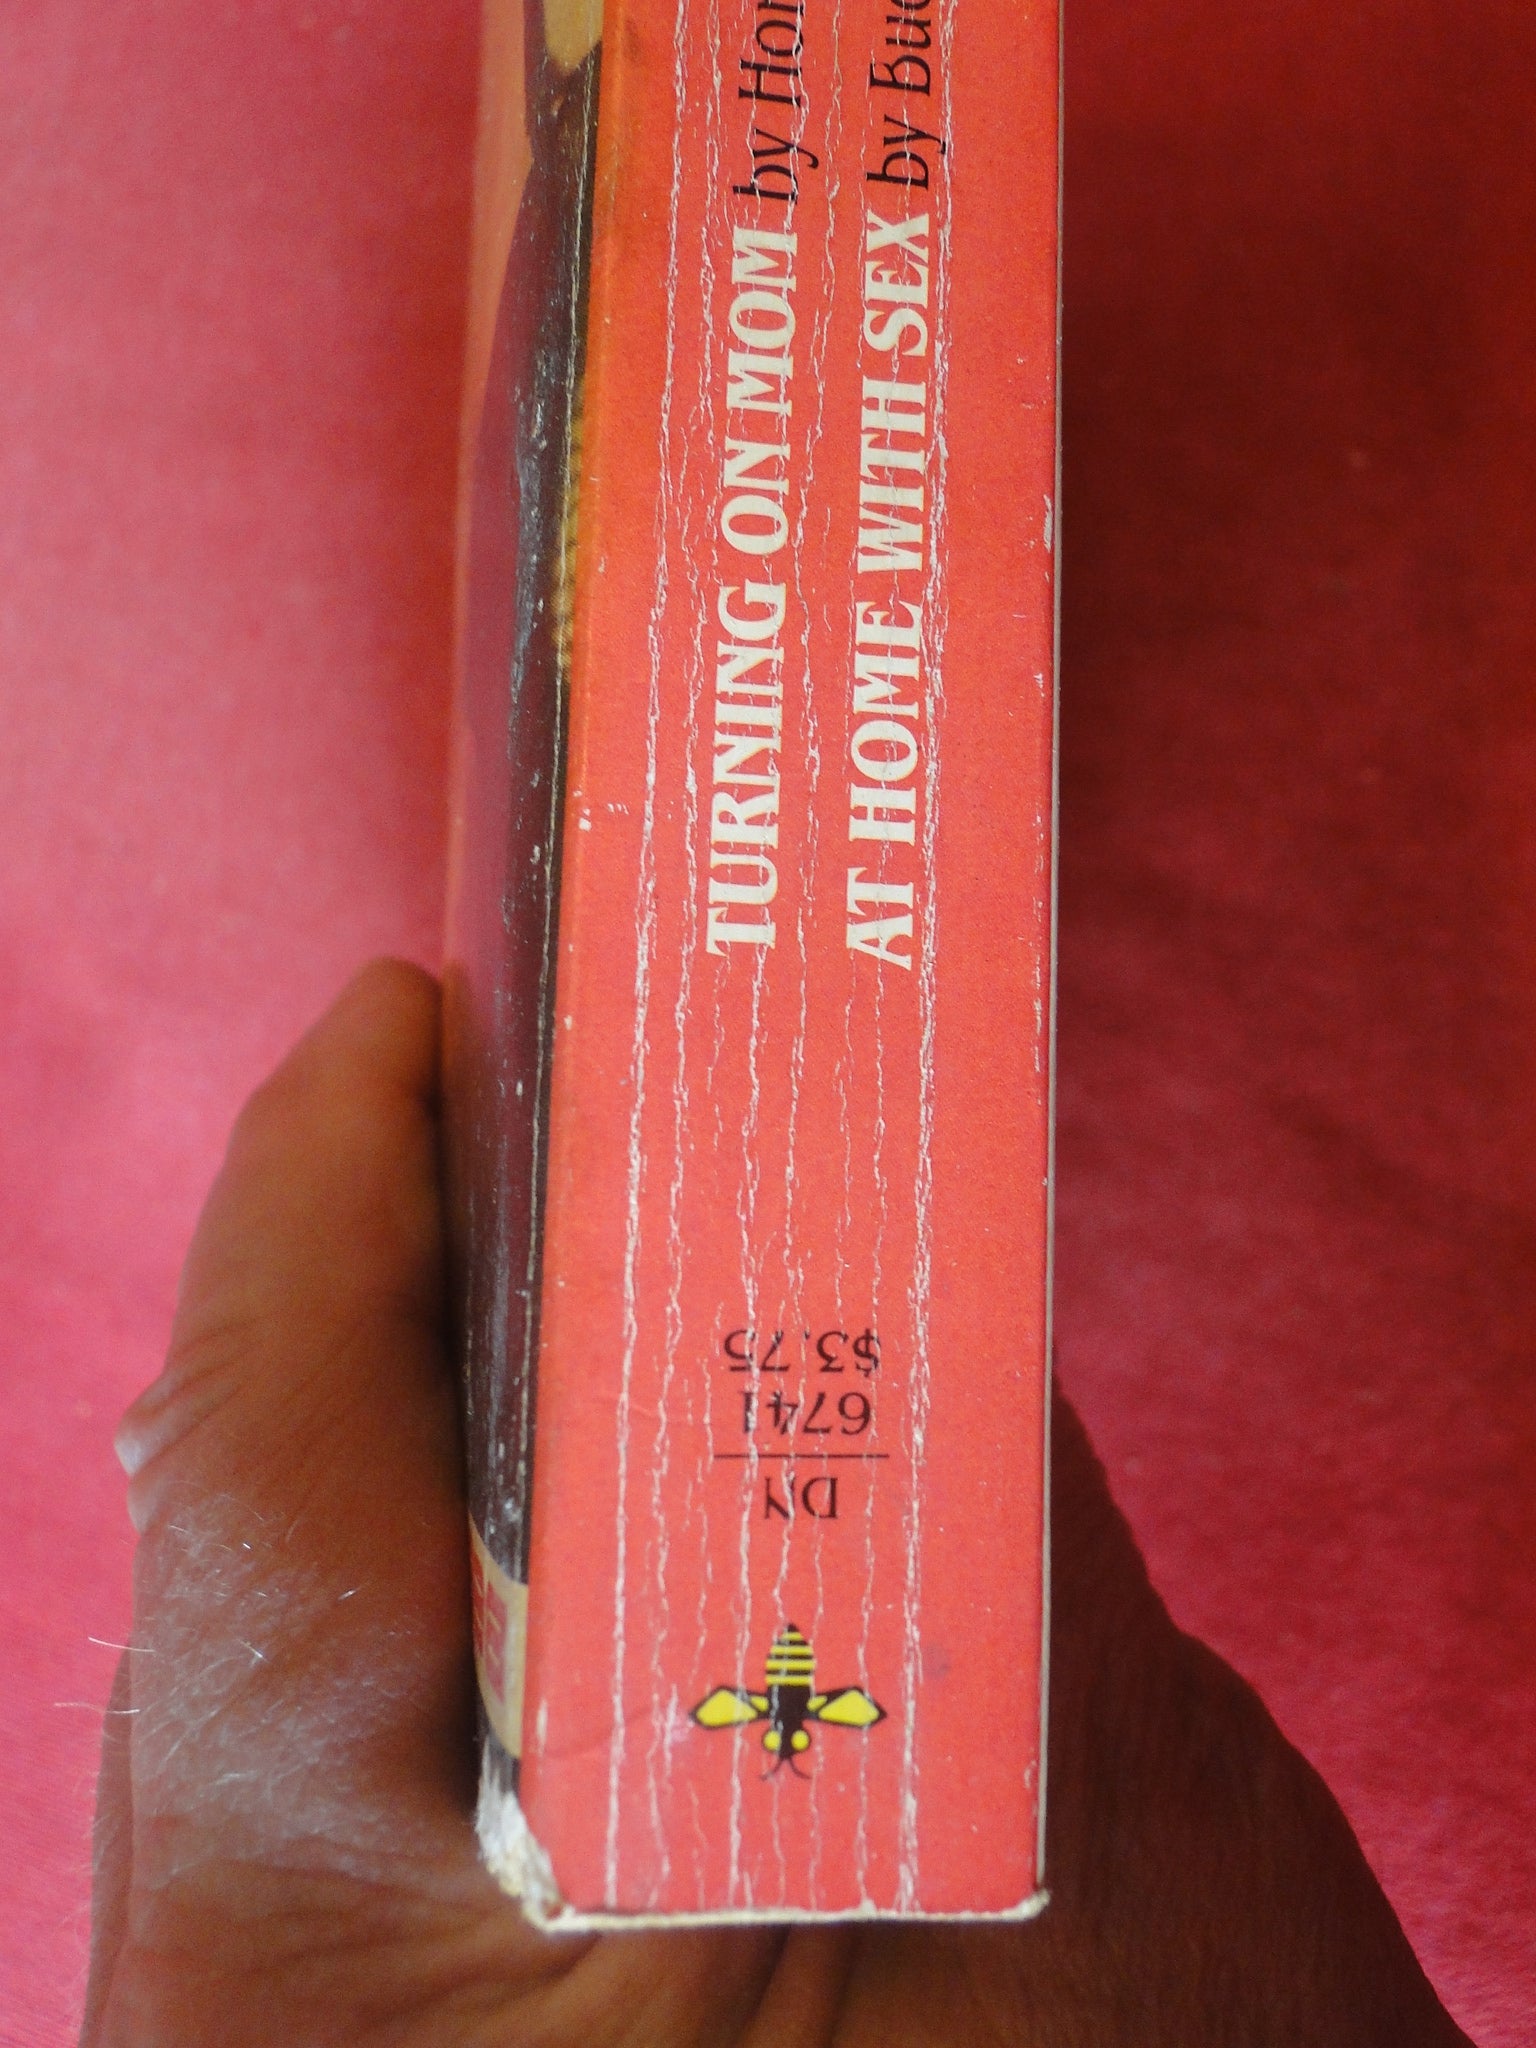 TURNING ON MOM by
AT HOME WITH SEX by
DN
6741
$3.75